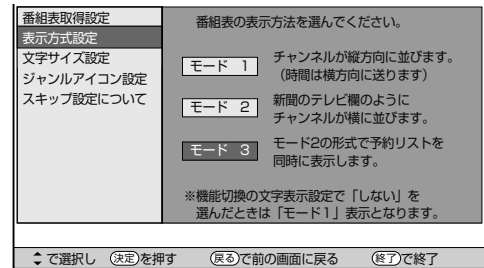 番組表取得設定
表示方式設定
文字サイズ設定
ジャンルアイコン設定
スキップ設定について
番組表の表示方法を選んでください。
モード 1
チャンネルが縦方向に並びます。
（時間は横方向に送ります）
モード 2
新聞のテレビ欄のように
チャンネルが横に並びます。
モード 3
モード2の形式で予約リストを
同時に表示します。
※機能切換の文字表示設定で「しない」を
選んだときは「モード1」表示となります。
で選択し 決定を押す 戻るで前の画面に戻る 終了で終了